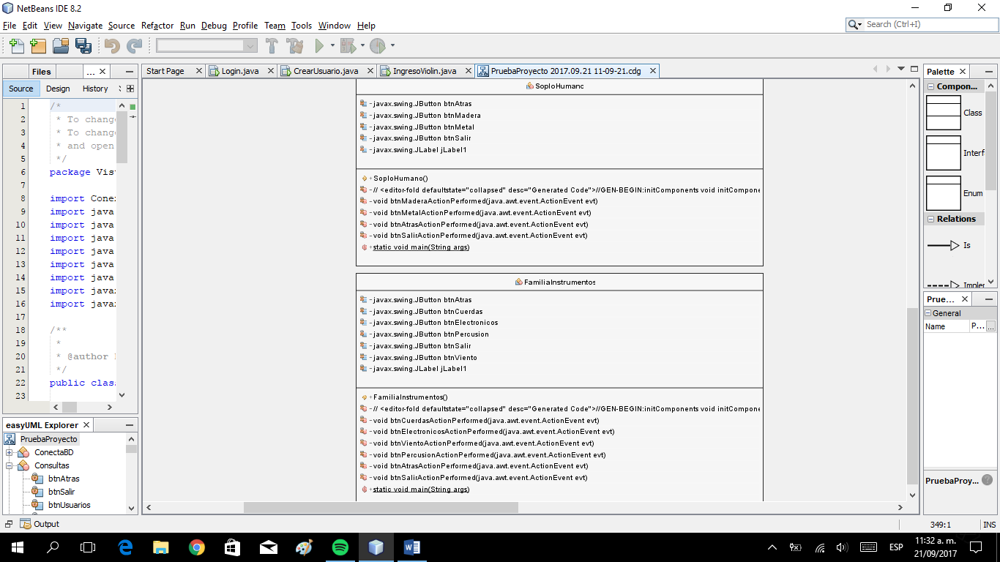 NetBeans IDE 8.2
File Edit View Navigate Source Refactor Run Debug Profile Team Tools Window Help
Search (Ctrl+I)
Files
...
Start Page
Login.java
CrearUsuario.java
IngresoViolin.java
PruebaProyecto 2017.09.21 11-09-21.cdg
Source Design History
1 /*
2 * To change
3 * To change
4 * and open
5 */
6 package Vis
7
8 import Cone
9 import java
10 import java
11 import java
12 import java
13 import java
14 import java
15 import java
16 import java
17
18 /**
19 *
20 * @author
21 */
22 public clas
23
easyUML Explorer
PruebaProyecto
ConectaBD
Consultas
btnAtras
btnSalir
btnUsuarios
SoploHumano
- javax.swing.JButton btnAtras
- javax.swing.JButton btnMadera
- javax.swing.JButton btnMetal
- javax.swing.JButton btnSalir
- javax.swing.JLabel jLabel1
+ SoploHumano()
- // <editor-fold defaultstate="collapsed" desc="Generated Code">//GEN-BEGIN:initComponents void initCompone
- void btnMaderaActionPerformed(java.awt.event.ActionEvent evt)
- void btnMetalActionPerformed(java.awt.event.ActionEvent evt)
- void btnAtrasActionPerformed(java.awt.event.ActionEvent evt)
- void btnSalirActionPerformed(java.awt.event.ActionEvent evt)
+ static void main(String args)
FamiliaInstrumentos
- javax.swing.JButton btnAtras
- javax.swing.JButton btnCuerdas
- javax.swing.JButton btnElectronicos
- javax.swing.JButton btnPercusion
- javax.swing.JButton btnSalir
- javax.swing.JButton btnViento
- javax.swing.JLabel jLabel1
+ FamiliaInstrumentos()
- // <editor-fold defaultstate="collapsed" desc="Generated Code">//GEN-BEGIN:initComponents void initCompone
- void btnCuerdasActionPerformed(java.awt.event.ActionEvent evt)
- void btnElectronicosActionPerformed(java.awt.event.ActionEvent evt)
- void btnVientoActionPerformed(java.awt.event.ActionEvent evt)
- void btnPercusionActionPerformed(java.awt.event.ActionEvent evt)
- void btnAtrasActionPerformed(java.awt.event.ActionEvent evt)
- void btnSalirActionPerformed(java.awt.event.ActionEvent evt)
+ static void main(String args)
Palette
Compon...
Class
Interf
Enum
Relations
Is
Impler
Prue...
General
Name P... ...
PruebaProy...
Output
349:1 INS
ESP
11:32 a. m.
21/09/2017